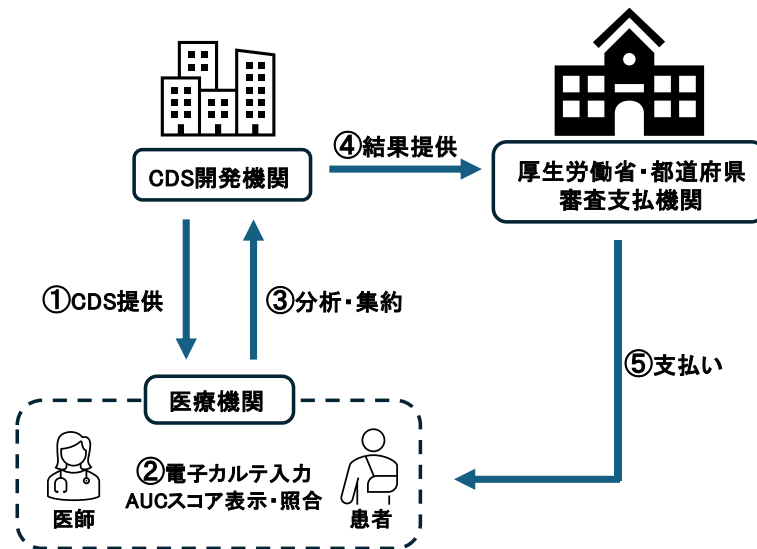 ④結果提供
CDS開発機関
厚生労働省・都道府県
審査支払機関
①CDS提供
③分析・集約
⑤支払い
医療機関
②電子カルテ入力
AUCスコア表示・照合
医師
患者